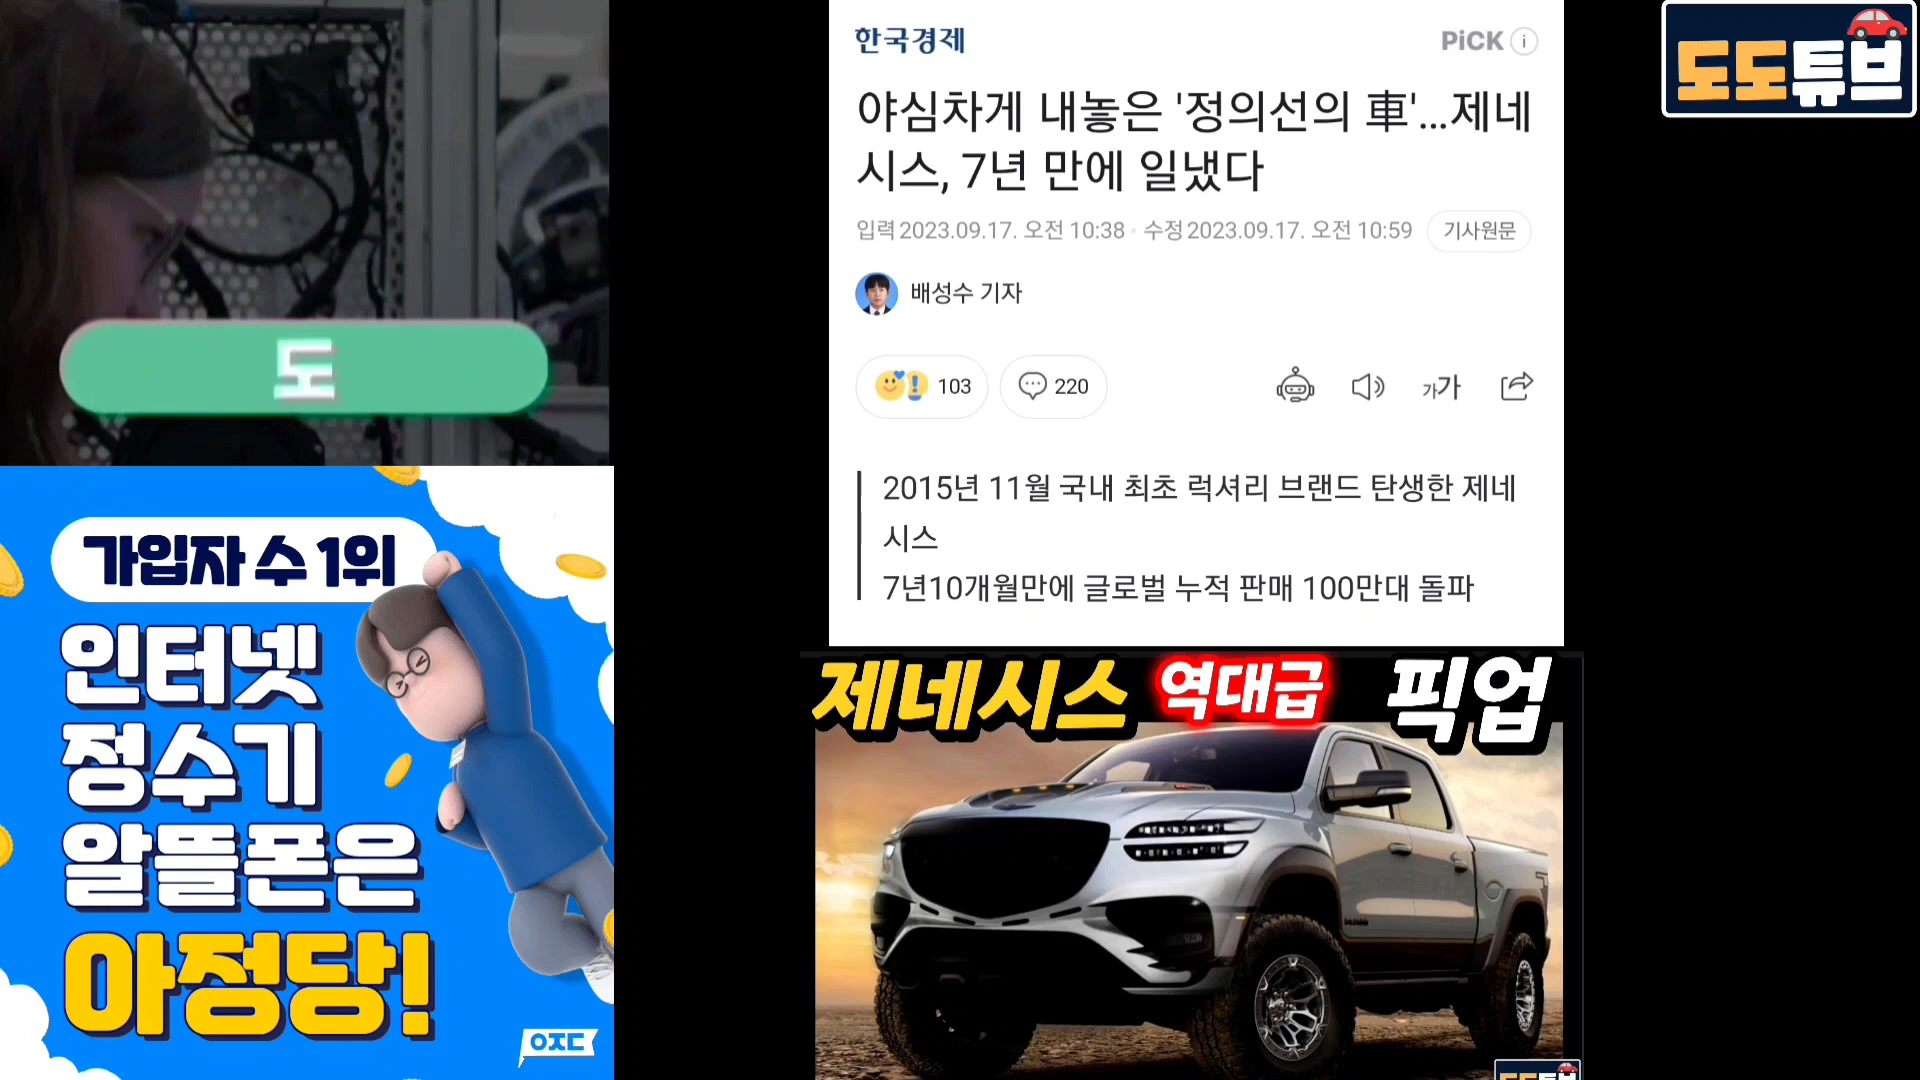 도
가입자 수 1위
인터넷
정수기
알뜰폰은
아정당!
ㅇㅈㄷ
한국경제
PiCK
야심차게 내놓은 '정의선의 車'...제네
시스, 7년 만에 일냈다
입력 2023.09.17. 오전 10:38 수정 2023.09.17. 오전 10:59 기사원문
배성수 기자
103 220
가가
2015년 11월 국내 최초 럭셔리 브랜드 탄생한 제네
시스
7년10개월만에 글로벌 누적 판매 100만대 돌파
제네시스 역대급 픽업
도도튜브